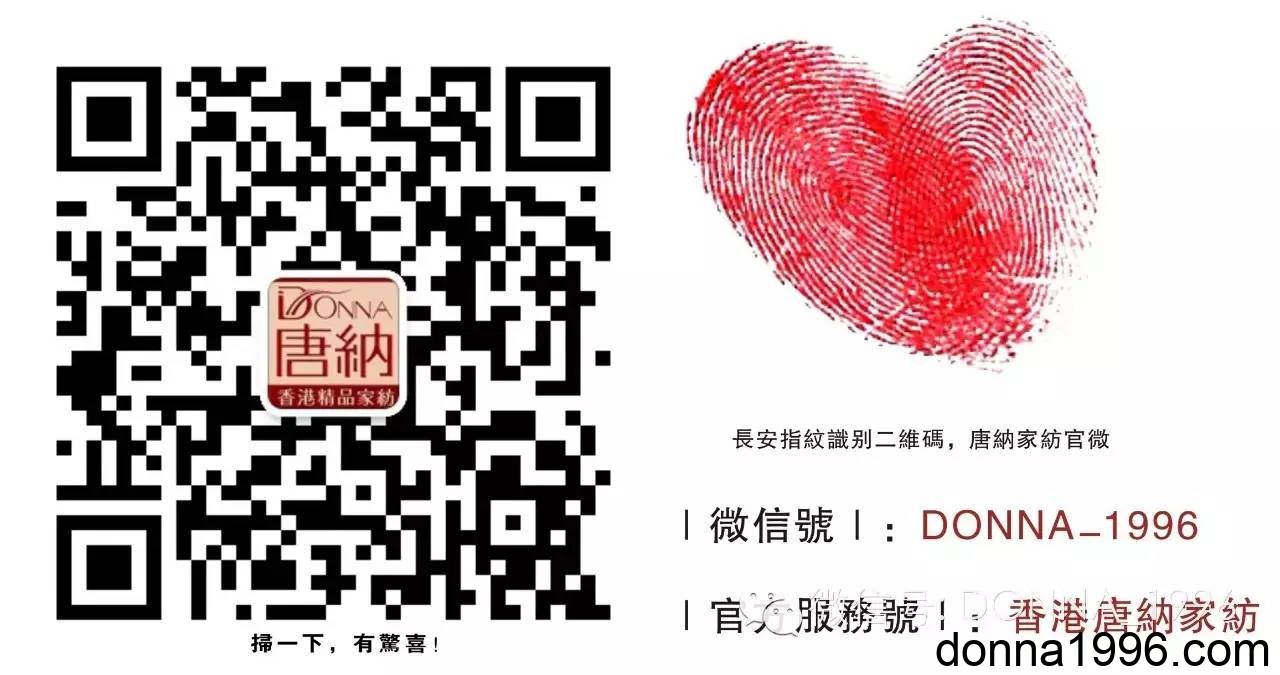 DONNA
唐納
香港精品家紡
掃一下，有驚喜！
長安指紋識别二維碼，唐納家紡官微
| 微信號 | ：DONNA_1996
| 官方服務號 | ：香港唐納家紡
微信号: DONNA_1996
donna1996.com